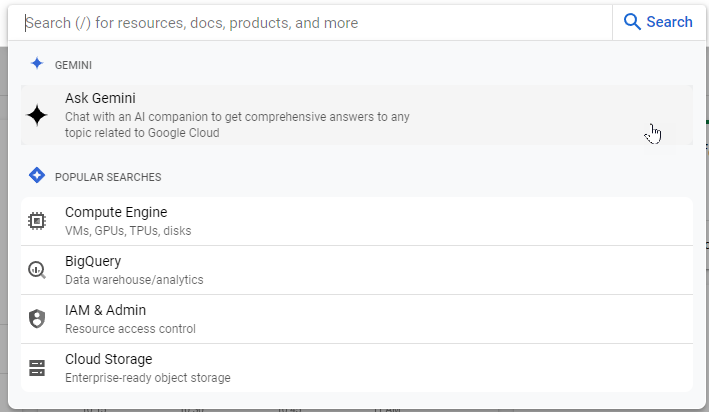 Search (/) for resources, docs, products, and more
Search
GEMINI
Ask Gemini
Chat with an AI companion to get comprehensive answers to any
topic related to Google Cloud
POPULAR SEARCHES
Compute Engine
VMs, GPUs, TPUs, disks
BigQuery
Data warehouse/analytics
IAM & Admin
Resource access control
Cloud Storage
Enterprise-ready object storage